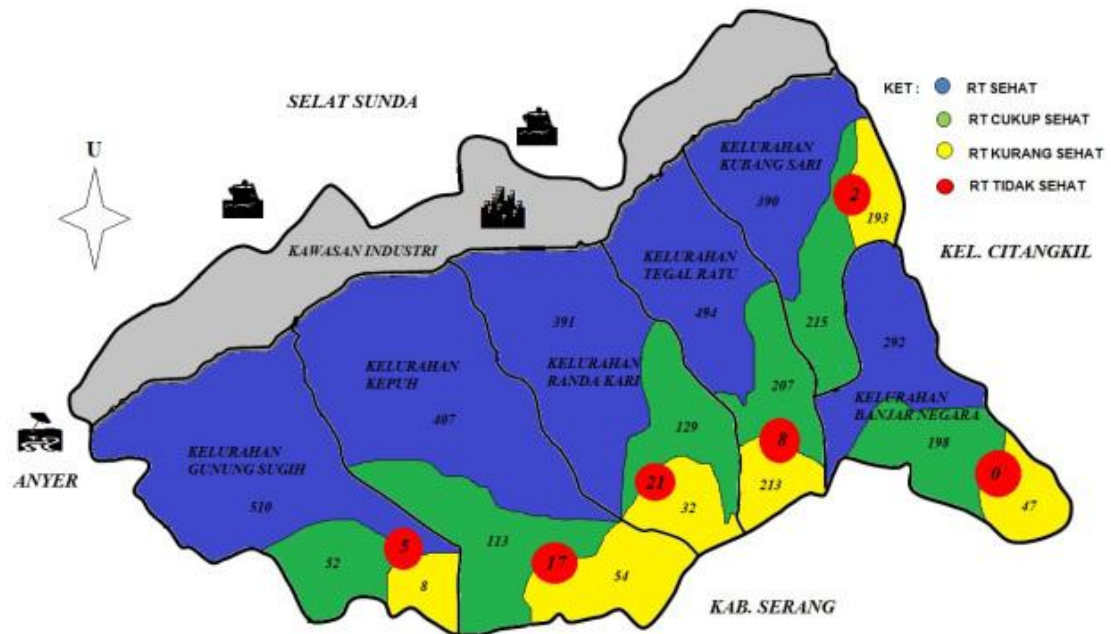 SELAT SUNDA
KET :
RT SEHAT
RT CUKUP SEHAT
RT KURANG SEHAT
RT TIDAK SEHAT
U
KELURAHAN
KUBANG SARI
390
2
193
KAWASAN INDUSTRI
KEL. CITANGKIL
KELURAHAN
TEGAL RATU
494
215
391
292
KELURAHAN
KEPUH
407
KELURAHAN
RANDA KARI
207
KELURAHAN
BANJAR NEGARA
129
8
198
ANYER
KELURAHAN
GUNUNG SUGIH
510
21
213
0
32
47
113
52
5
8
17
54
KAB. SERANG